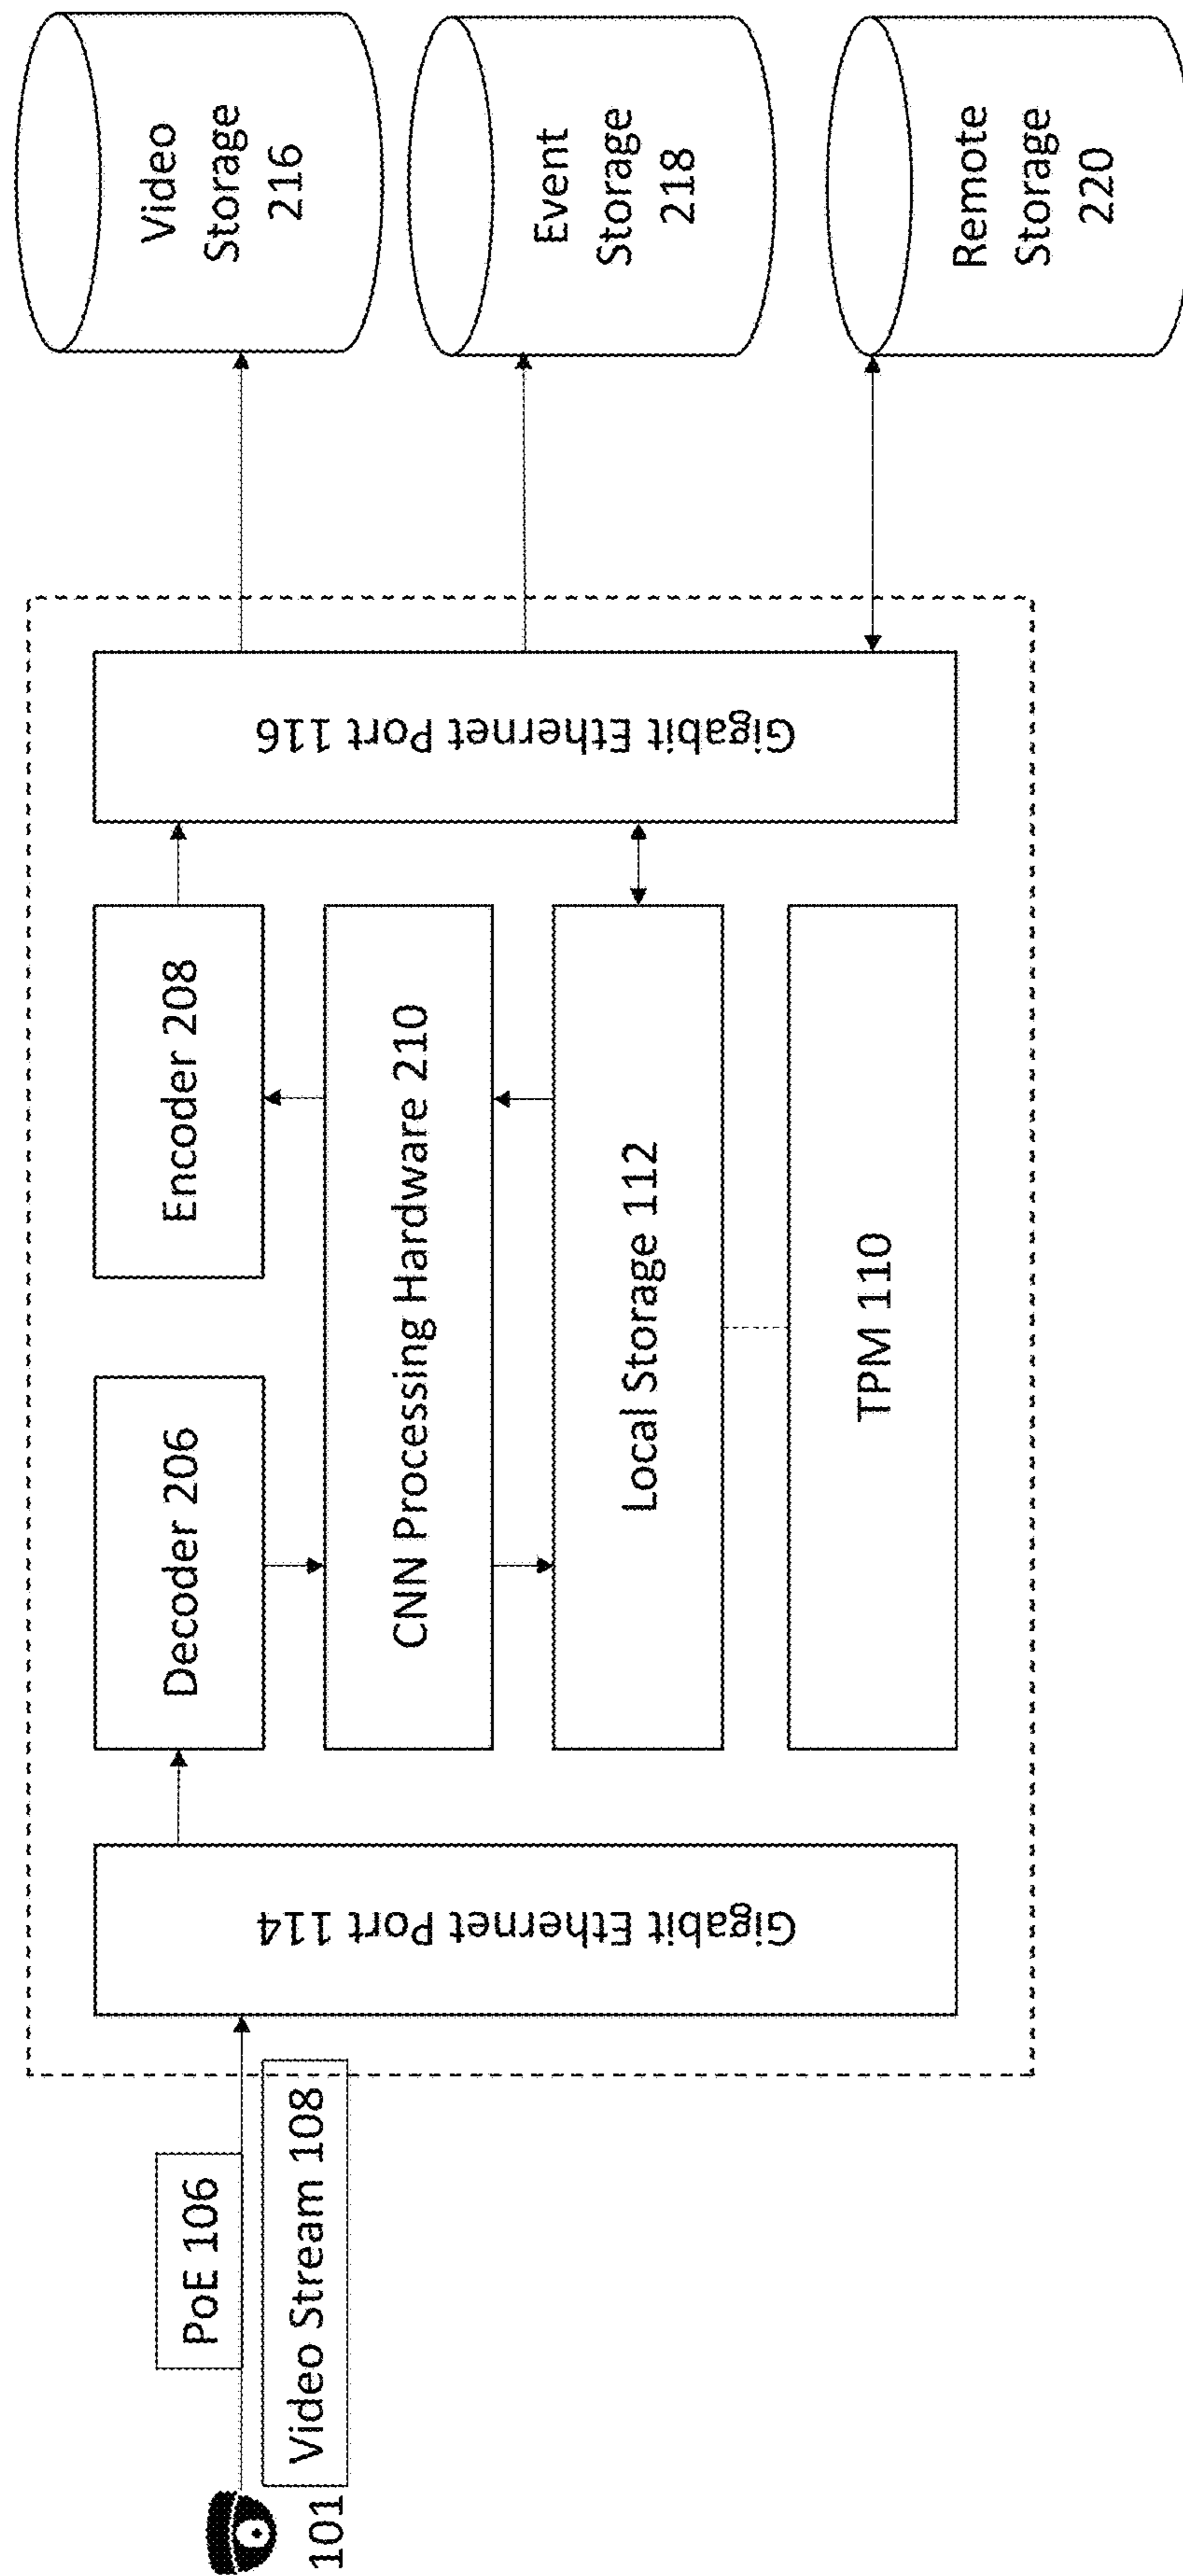 101
PoE 106
Video Stream 108
Gigabit Ethernet Port 114
Decoder 206
Encoder 208
CNN Processing Hardware 210
Local Storage 112
TPM 110
Gigabit Ethernet Port 116
Video
Storage
216
Event
Storage
218
Remote
Storage
220